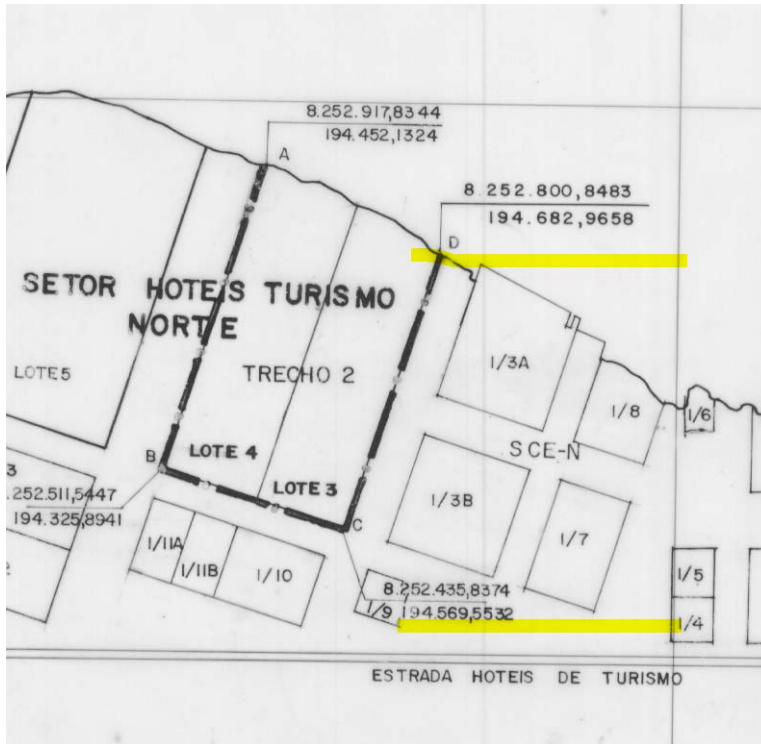 8.252.917,8344
194.452,1324
A
8.252.800,8483
194.682,9658
D
SETOR HOTEIS TURISMO
NORTE
LOTE5
TRECHO 2
1/3A
1/8
1/6
SCE-N
B
LOTE 4
LOTE 3
C
3
.252.511,5447
194.325,8941
1/3B
1/7
1/11A
1/11B
1/10
8.252.435,8374
194.569,5532
1/9
1/5
1/4
2
ESTRADA HOTEIS DE TURISMO